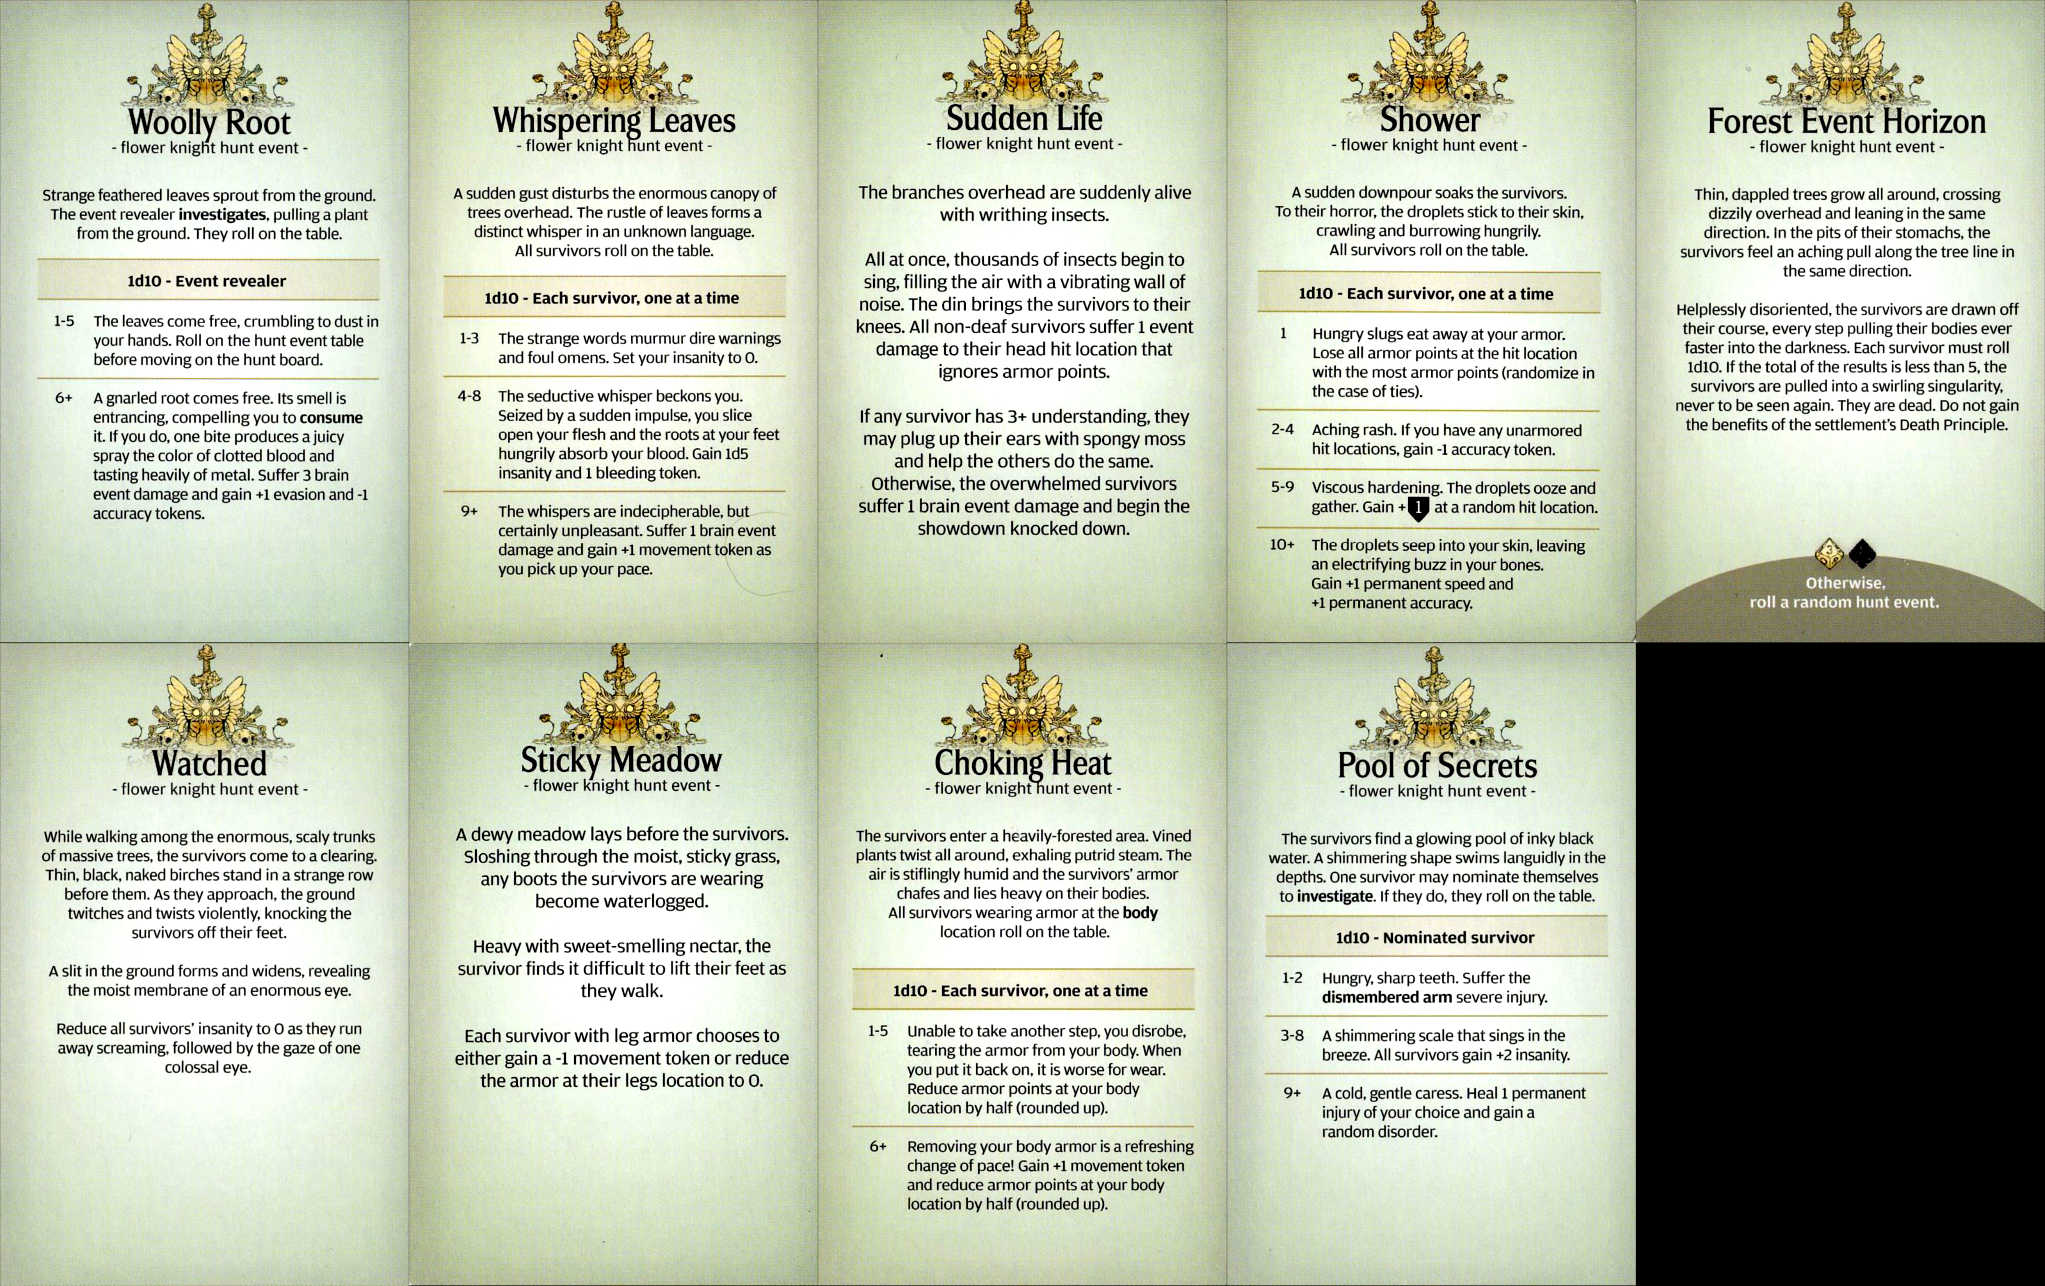 Woolly Root
- flower knight hunt event -
Strange feathered leaves sprout from the ground.
The event revealer investigates, pulling a plant
from the ground. They roll on the table.
1d10 - Event revealer
1-5 The leaves come free, crumbling to dust in
your hands. Roll on the hunt event table
before moving on the hunt board.
6+ A gnarled root comes free. Its smell is
entrancing, compelling you to consume
it. If you do, one bite produces a juicy
spray the color of clotted blood and
tasting heavily of metal. Suffer 3 brain
event damage and gain +1 evasion and -1
accuracy tokens.
Whispering Leaves
- flower knight hunt event -
A sudden gust disturbs the enormous canopy of
trees overhead. The rustle of leaves forms a
distinct whisper in an unknown language.
All survivors roll on the table.
1d10 - Each survivor, one at a time
1-3 The strange words murmur dire warnings
and foul omens. Set your insanity to 0.
4-8 The seductive whisper beckons you.
Seized by a sudden impulse, you slice
open your flesh and the roots at your feet
hungrily absorb your blood. Gain 1d5
insanity and 1 bleeding token.
9+ The whispers are indecipherable, but
certainly unpleasant. Suffer 1 brain event
damage and gain +1 movement token as
you pick up your pace.
Sudden Life
- flower knight hunt event -
The branches overhead are suddenly alive
with writhing insects.
All at once, thousands of insects begin to
sing, filling the air with a vibrating wall of
noise. The din brings the survivors to their
knees. All non-deaf survivors suffer 1 event
damage to their head hit location that
ignores armor points.
If any survivor has 3+ understanding, they
may plug up their ears with spongy moss
and help the others do the same.
Otherwise, the overwhelmed survivors
suffer 1 brain event damage and begin the
showdown knocked down.
Shower
- flower knight hunt event -
A sudden downpour soaks the survivors.
To their horror, the droplets stick to their skin,
crawling and burrowing hungrily.
All survivors roll on the table.
1d10 - Each survivor, one at a time
1 Hungry slugs eat away at your armor.
Lose all armor points at the hit location
with the most armor points (randomize in
the case of ties).
2-4 Aching rash. If you have any unarmored
hit locations, gain -1 accuracy token.
5-9 Viscous hardening. The droplets ooze and
gather. Gain + 1 at a random hit location.
10+ The droplets seep into your skin, leaving
an electrifying buzz in your bones.
Gain +1 permanent speed and
+1 permanent accuracy.
Forest Event Horizon
- flower knight hunt event -
Thin, dappled trees grow all around, crossing
dizzily overhead and leaning in the same
direction. In the pits of their stomachs, the
survivors feel an aching pull along the tree line in
the same direction.
Helplessly disoriented, the survivors are drawn off
their course, every step pulling their bodies ever
faster into the darkness. Each survivor must roll
1d10. If the total of the results is less than 5, the
survivors are pulled into a swirling singularity,
never to be seen again. They are dead. Do not gain
the benefits of the settlement's Death Principle.
3
Otherwise,
roll a random hunt event.
Watched
- flower knight hunt event -
While walking among the enormous, scaly trunks
of massive trees, the survivors come to a clearing.
Thin, black, naked birches stand in a strange row
before them. As they approach, the ground
twitches and twists violently, knocking the
survivors off their feet.
A slit in the ground forms and widens, revealing
the moist membrane of an enormous eye.
Reduce all survivors' insanity to 0 as they run
away screaming, followed by the gaze of one
colossal eye.
Sticky Meadow
- flower knight hunt event -
A dewy meadow lays before the survivors.
Sloshing through the moist, sticky grass,
any boots the survivors are wearing
become waterlogged.
Heavy with sweet-smelling nectar, the
survivor finds it difficult to lift their feet as
they walk.
Each survivor with leg armor chooses to
either gain a -1 movement token or reduce
the armor at their legs location to 0.
Choking Heat
- flower knight hunt event -
The survivors enter a heavily-forested area. Vined
plants twist all around, exhaling putrid steam. The
air is stiflingly humid and the survivors' armor
chafes and lies heavy on their bodies.
All survivors wearing armor at the body
location roll on the table.
1d10 - Each survivor, one at a time
1-5 Unable to take another step, you disrobe,
tearing the armor from your body. When
you put it back on, it is worse for wear.
Reduce armor points at your body
location by half (rounded up).
6+ Removing your body armor is a refreshing
change of pace! Gain +1 movement token
and reduce armor points at your body
location by half (rounded up).
Pool of Secrets
- flower knight hunt event -
The survivors find a glowing pool of inky black
water. A shimmering shape swims languidly in the
depths. One survivor may nominate themselves
to investigate. If they do, they roll on the table.
1d10 - Nominated survivor
1-2 Hungry, sharp teeth. Suffer the
dismembered arm severe injury.
3-8 A shimmering scale that sings in the
breeze. All survivors gain +2 insanity.
9+ A cold, gentle caress. Heal 1 permanent
injury of your choice and gain a
random disorder.